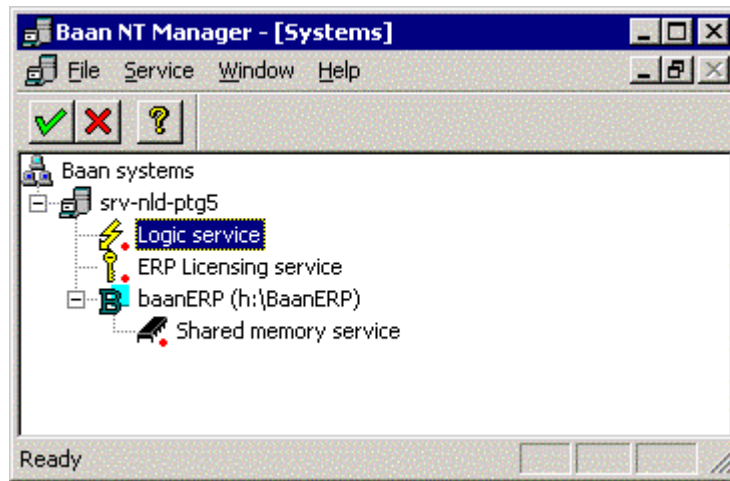 Baan NT Manager - [Systems]
File Service Window Help
Baan systems
srv-nld-ptg5
Logic service
ERP Licensing service
baanERP (h:\BaanERP)
Shared memory service
Ready